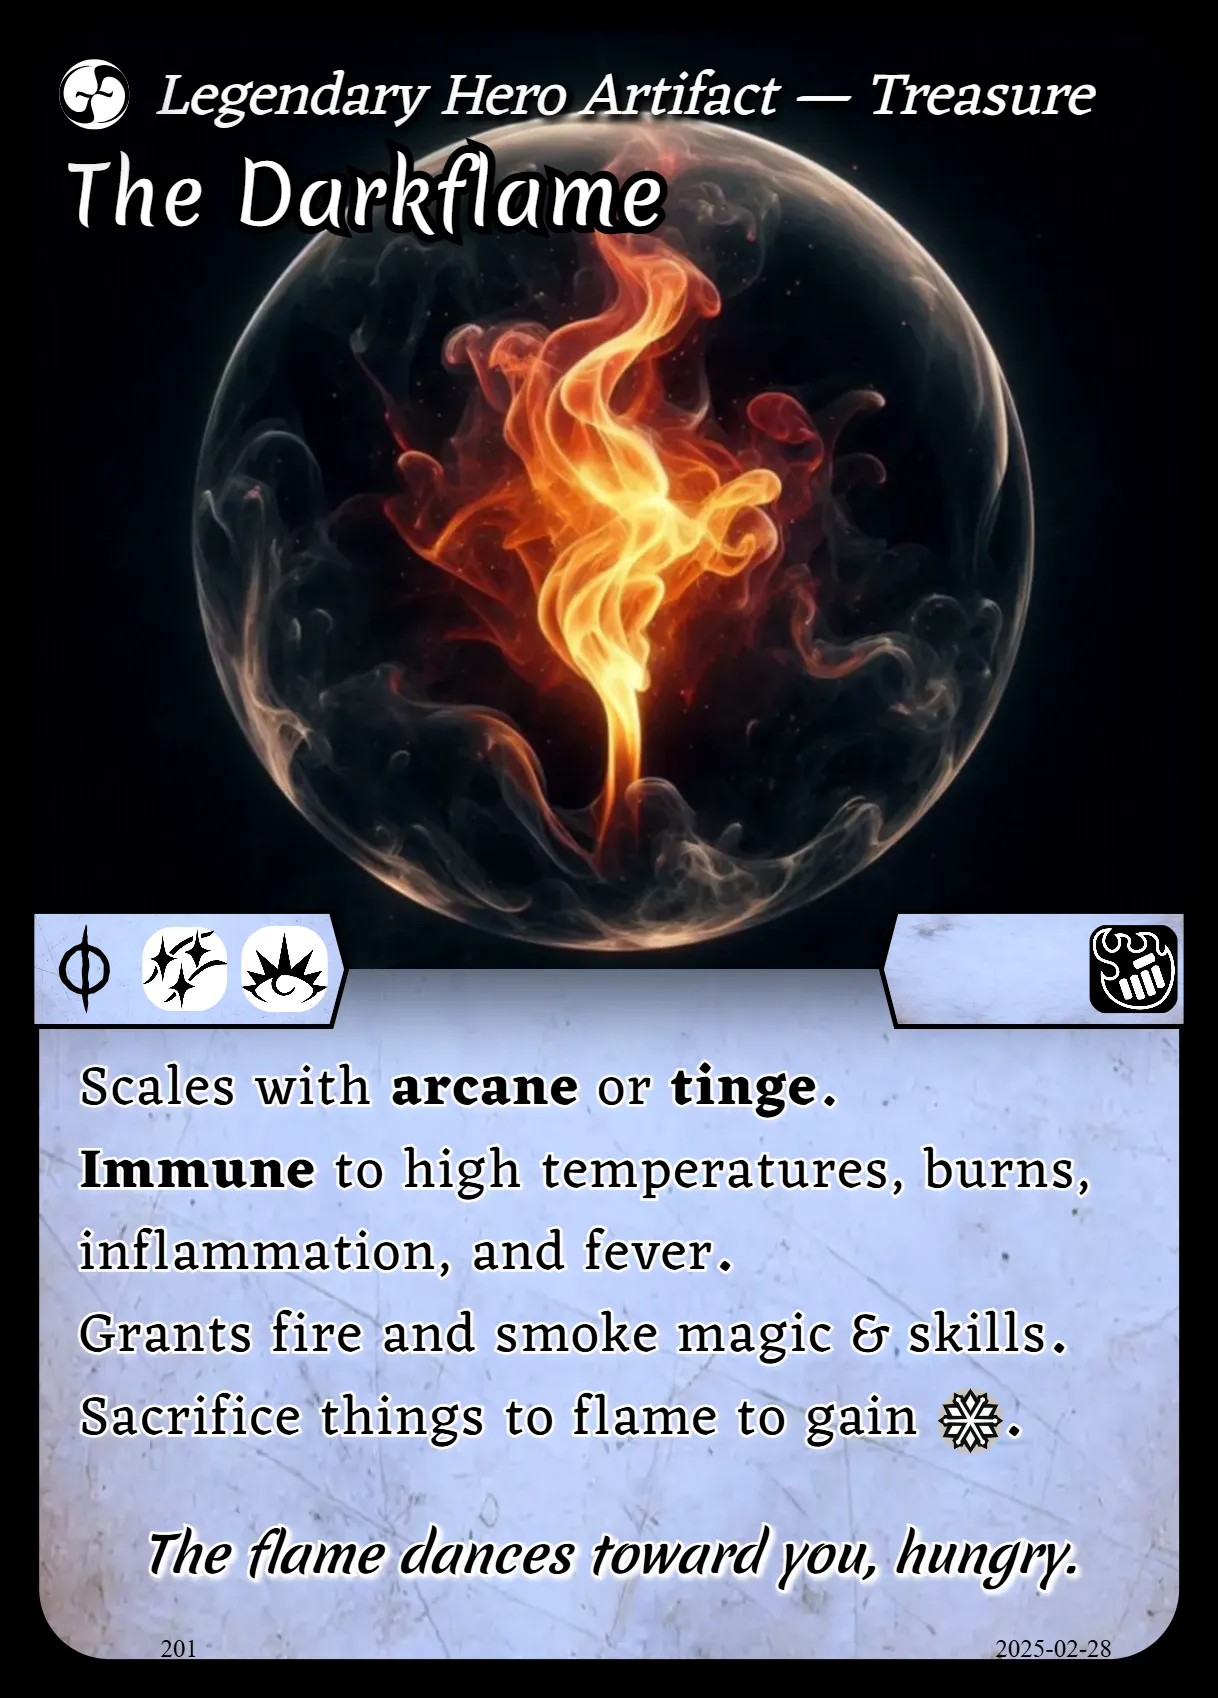 Legendary Hero Artifact — Treasure
The Darkflame
Scales with arcane or tinge.
Immune to high temperatures, burns,
inflammation, and fever.
Grants fire and smoke magic & skills.
Sacrifice things to flame to gain .
The flame dances toward you, hungry.
201
2025-02-28